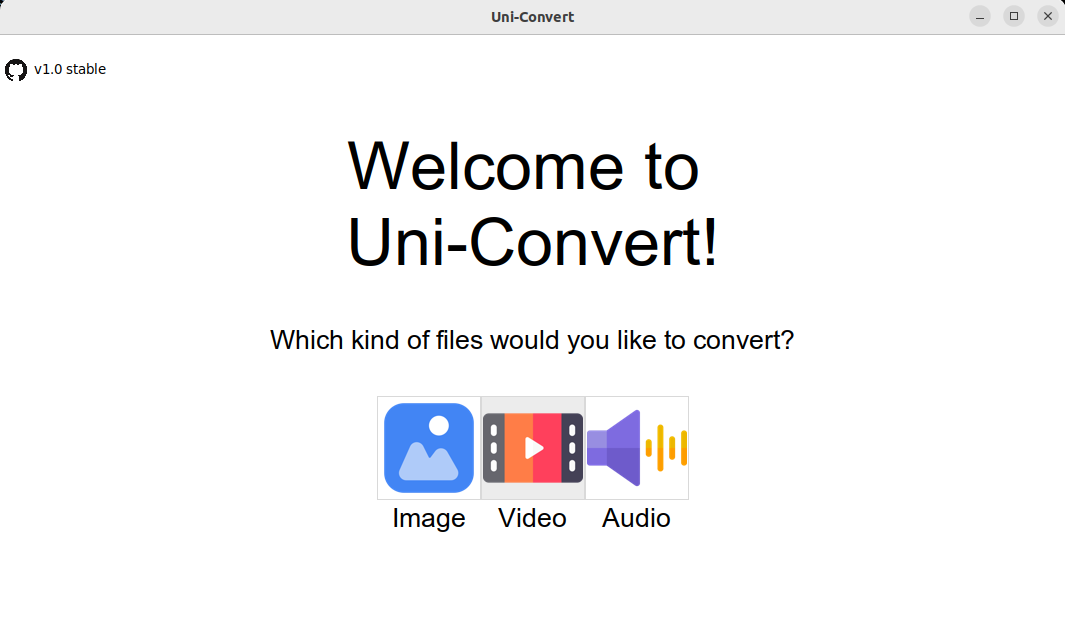 Uni-Convert
v1.0 stable
Welcome to
Uni-Convert!
Which kind of files would you like to convert?
Image Video Audio